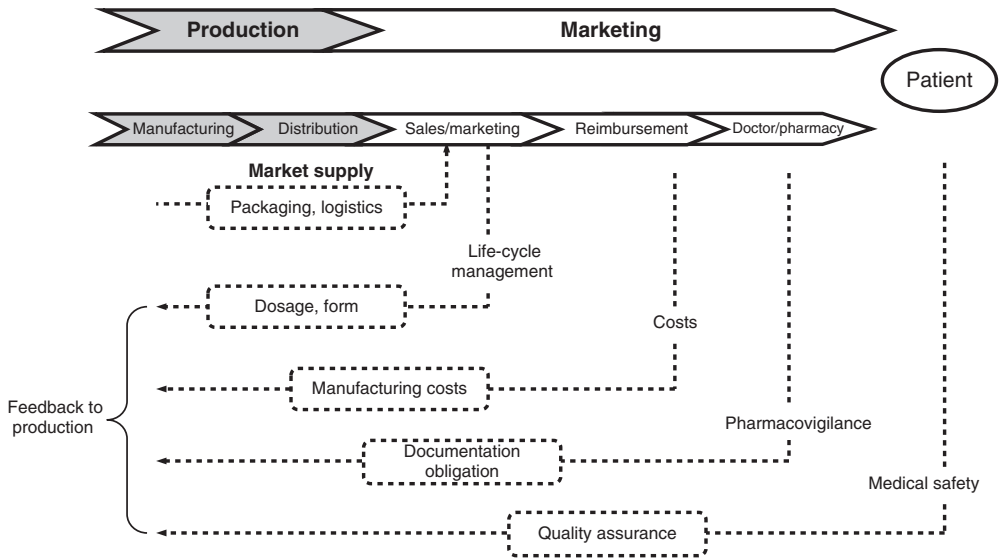 Production
Marketing
Patient
Manufacturing
Distribution
Sales/marketing
Reimbursement
Doctor/pharmacy
Market supply
Packaging, logistics
Life-cycle
management
Dosage, form
Costs
Manufacturing costs
Feedback to
production
Pharmacovigilance
Documentation
obligation
Medical safety
Quality assurance